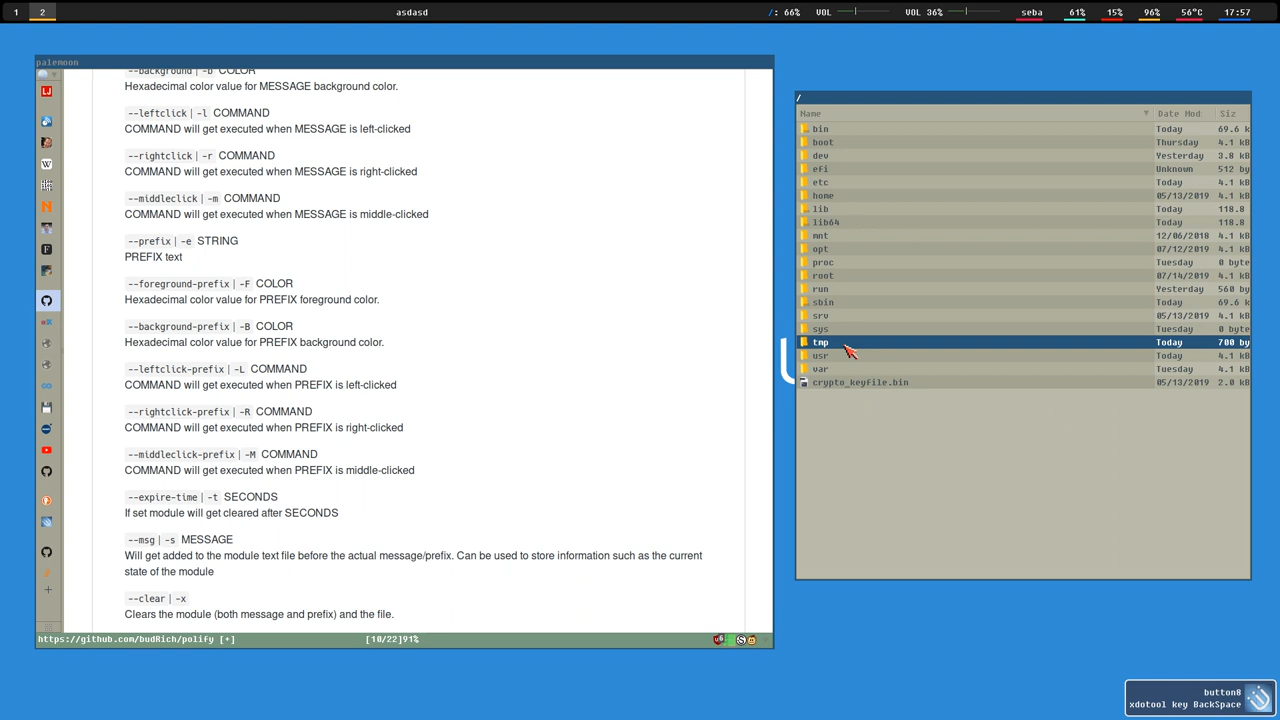 1 2 asdasd /: 66% VOL VOL 36% seba 61% 15% 96% 56°C 17:57
palemoon
--background | -b COLOR
Hexadecimal color value for MESSAGE background color.
--leftclick | -l COMMAND
COMMAND will get executed when MESSAGE is left-clicked
--rightclick | -r COMMAND
COMMAND will get executed when MESSAGE is right-clicked
--middleclick | -m COMMAND
COMMAND will get executed when MESSAGE is middle-clicked
--prefix | -e STRING
PREFIX text
--foreground-prefix | -F COLOR
Hexadecimal color value for PREFIX foreground color.
--background-prefix | -B COLOR
Hexadecimal color value for PREFIX background color.
--leftclick-prefix | -L COMMAND
COMMAND will get executed when PREFIX is left-clicked
--rightclick-prefix | -R COMMAND
COMMAND will get executed when PREFIX is right-clicked
--middleclick-prefix | -M COMMAND
COMMAND will get executed when PREFIX is middle-clicked
--expire-time | -t SECONDS
If set module will get cleared after SECONDS
--msg | -s MESSAGE
Will get added to the module text file before the actual message/prefix. Can be used to store information such as the current
state of the module
--clear | -x
Clears the module (both message and prefix) and the file.
https://github.com/budRich/polify [+] [10/22]91%
/
Name Date Mod Siz
bin Today 69.6 k
boot Thursday 4.1 kB
dev Yesterday 3.8 kB
efi Unknown 512 by
etc Today 4.1 kB
home 05/13/2019 4.1 kB
lib Today 118.8
lib64 Today 118.8
mnt 12/06/2018 4.1 kB
opt 07/12/2019 4.1 kB
proc Tuesday 0 byte
root 07/14/2019 4.1 kB
run Yesterday 560 by
sbin Today 69.6 k
srv 05/13/2019 4.1 kB
sys Tuesday 0 byte
tmp Today 700 by
usr Today 4.1 kB
var Tuesday 4.1 kB
crypto_keyfile.bin 05/13/2019 2.0 kB
button8
xdotool key BackSpace